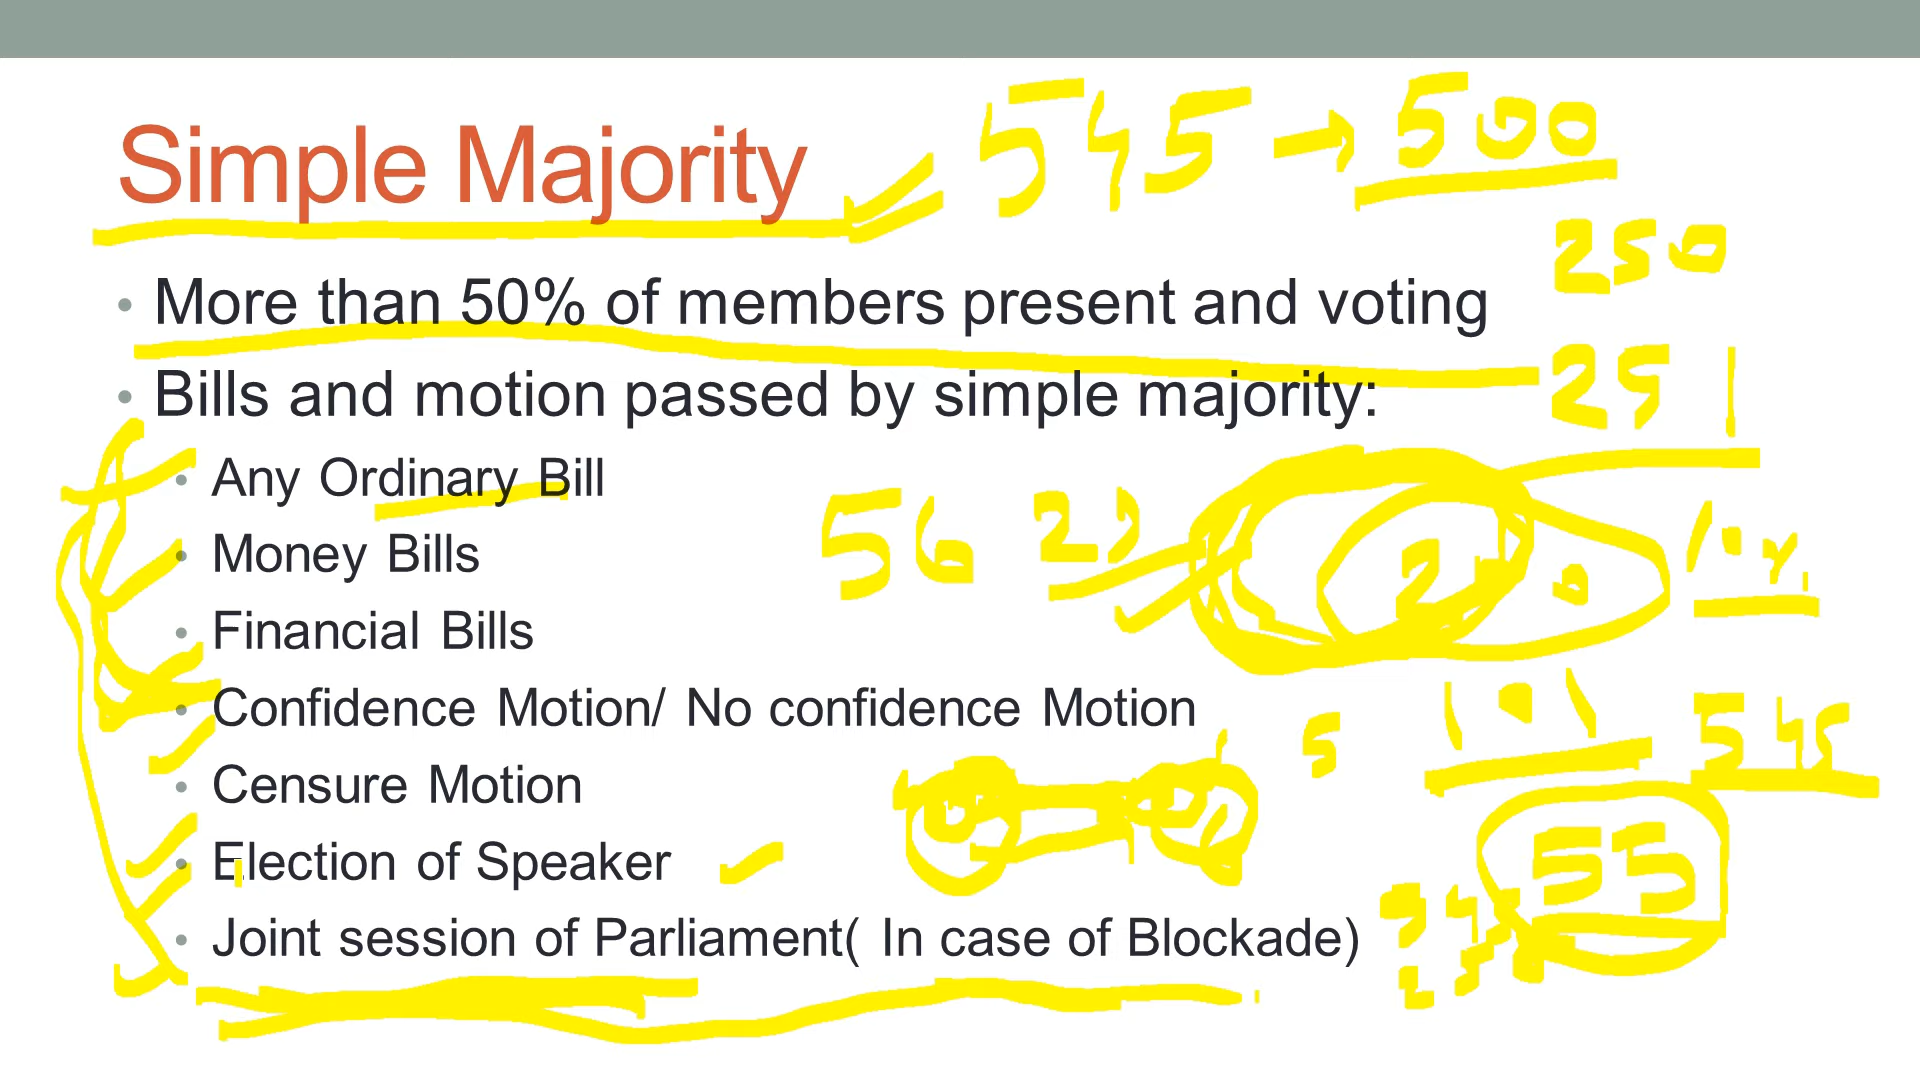 Simple Majority
545 → 500
250
• More than 50% of members present and voting
251
• Bills and motion passed by simple majority:
• Any Ordinary Bill
56
• Money Bills
• Financial Bills
• Confidence Motion/ No confidence Motion
5
101
545
• Censure Motion
55
• Election of Speaker
• Joint session of Parliament( In case of Blockade)